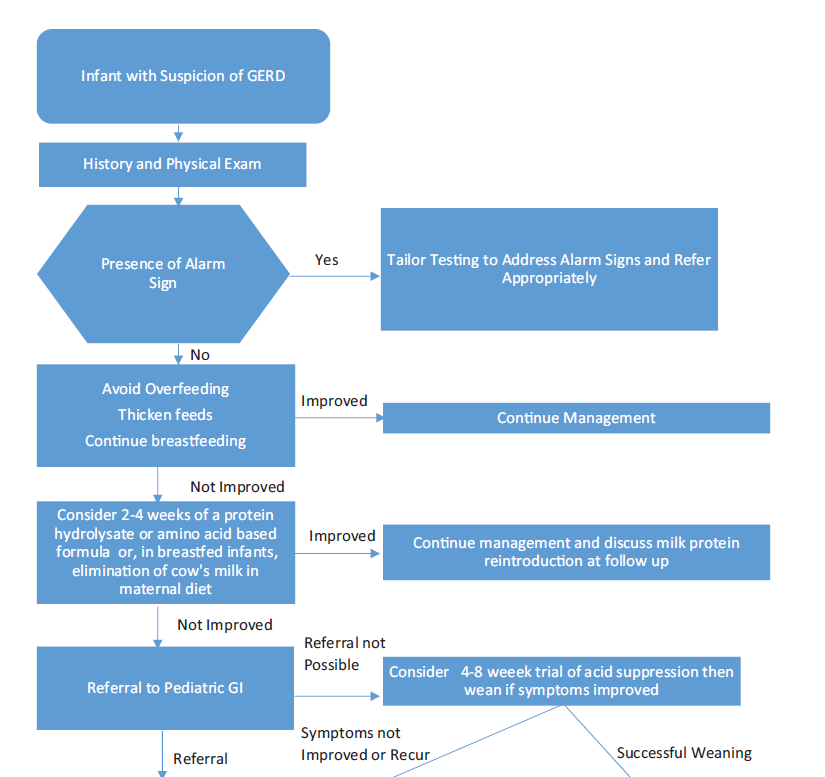 Infant with Suspicion of GERD
History and Physical Exam
Presence of Alarm
Sign
Yes
Tailor Testing to Address Alarm Signs and Refer
Appropriately
No
Avoid Overfeeding
Thicken feeds
Continue breastfeeding
Improved
Continue Management
Not Improved
Consider 2-4 weeks of a protein
hydrolysate or amino acid based
formula or, in breastfed infants,
elimination of cow's milk in
maternal diet
Improved
Continue management and discuss milk protein
reintroduction at follow up
Not Improved
Referral to Pediatric GI
Referral not
Possible
Consider 4-8 weeek trial of acid suppression then
wean if symptoms improved
Referral
Symptoms not
Improved or Recur
Successful Weaning